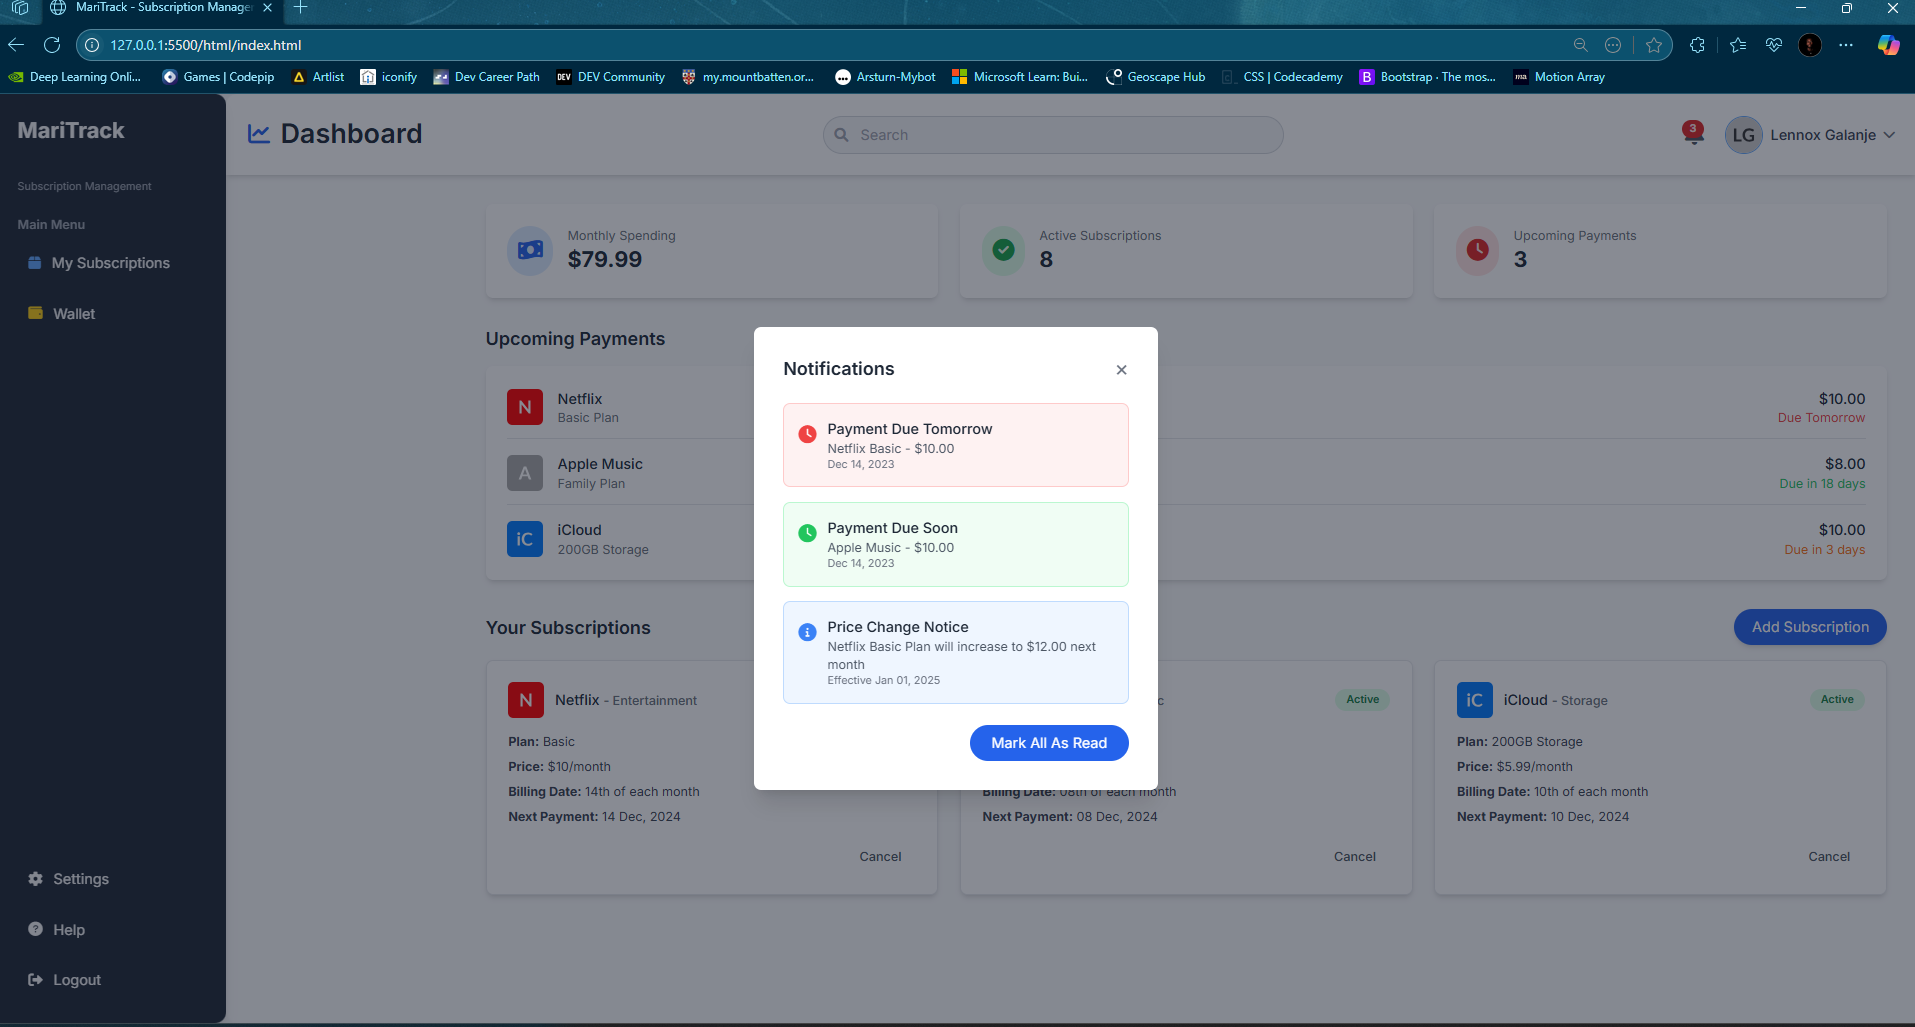 MariTrack - Subscription Manage
127.0.0.1:5500/html/index.html
Deep Learning Onli... Games | Codepip Artlist iconify Dev Career Path DEV DEV Community my.mountbatten.or... Arsturn-Mybot Microsoft Learn: Bui... Geoscape Hub CSS | Codecademy B Bootstrap · The mos... ma Motion Array
MariTrack
Subscription Management
Main Menu
My Subscriptions
Wallet
Settings
Help
Logout
Dashboard
Search
3
LG Lennox Galanje
Monthly Spending
$79.99
Active Subscriptions
8
Upcoming Payments
3
Upcoming Payments
N Netflix
Basic Plan
$10.00
Due Tomorrow
A Apple Music
Family Plan
$8.00
Due in 18 days
iC iCloud
200GB Storage
$10.00
Due in 3 days
Notifications
Payment Due Tomorrow
Netflix Basic - $10.00
Dec 14, 2023
Payment Due Soon
Apple Music - $10.00
Dec 14, 2023
Price Change Notice
Netflix Basic Plan will increase to $12.00 next
month
Effective Jan 01, 2025
Mark All As Read
Your Subscriptions
Add Subscription
N Netflix - Entertainment
Plan: Basic
Price: $10/month
Billing Date: 14th of each month
Next Payment: 14 Dec, 2024
Cancel
c Active
Billing Date: 08th of each month
Next Payment: 08 Dec, 2024
Cancel
iC iCloud - Storage Active
Plan: 200GB Storage
Price: $5.99/month
Billing Date: 10th of each month
Next Payment: 10 Dec, 2024
Cancel